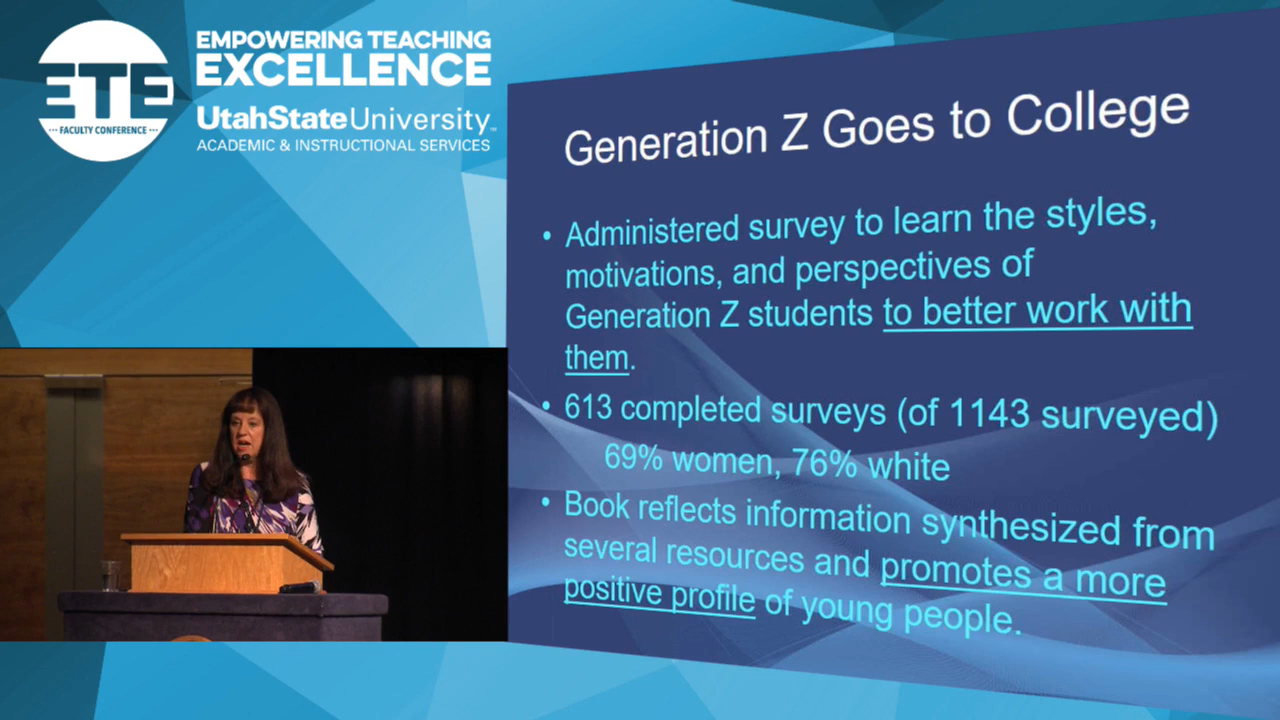 ETE
··· FACULTY CONFERENCE ···
EMPOWERING TEACHING
EXCELLENCE
UtahStateUniversity™
ACADEMIC & INSTRUCTIONAL SERVICES
Generation Z Goes to College
• Administered survey to learn the styles,
motivations, and perspectives of
Generation Z students to better work with
them.
• 613 completed surveys (of 1143 surveyed)
69% women, 76% white
• Book reflects information synthesized from
several resources and promotes a more
positive profile of young people.